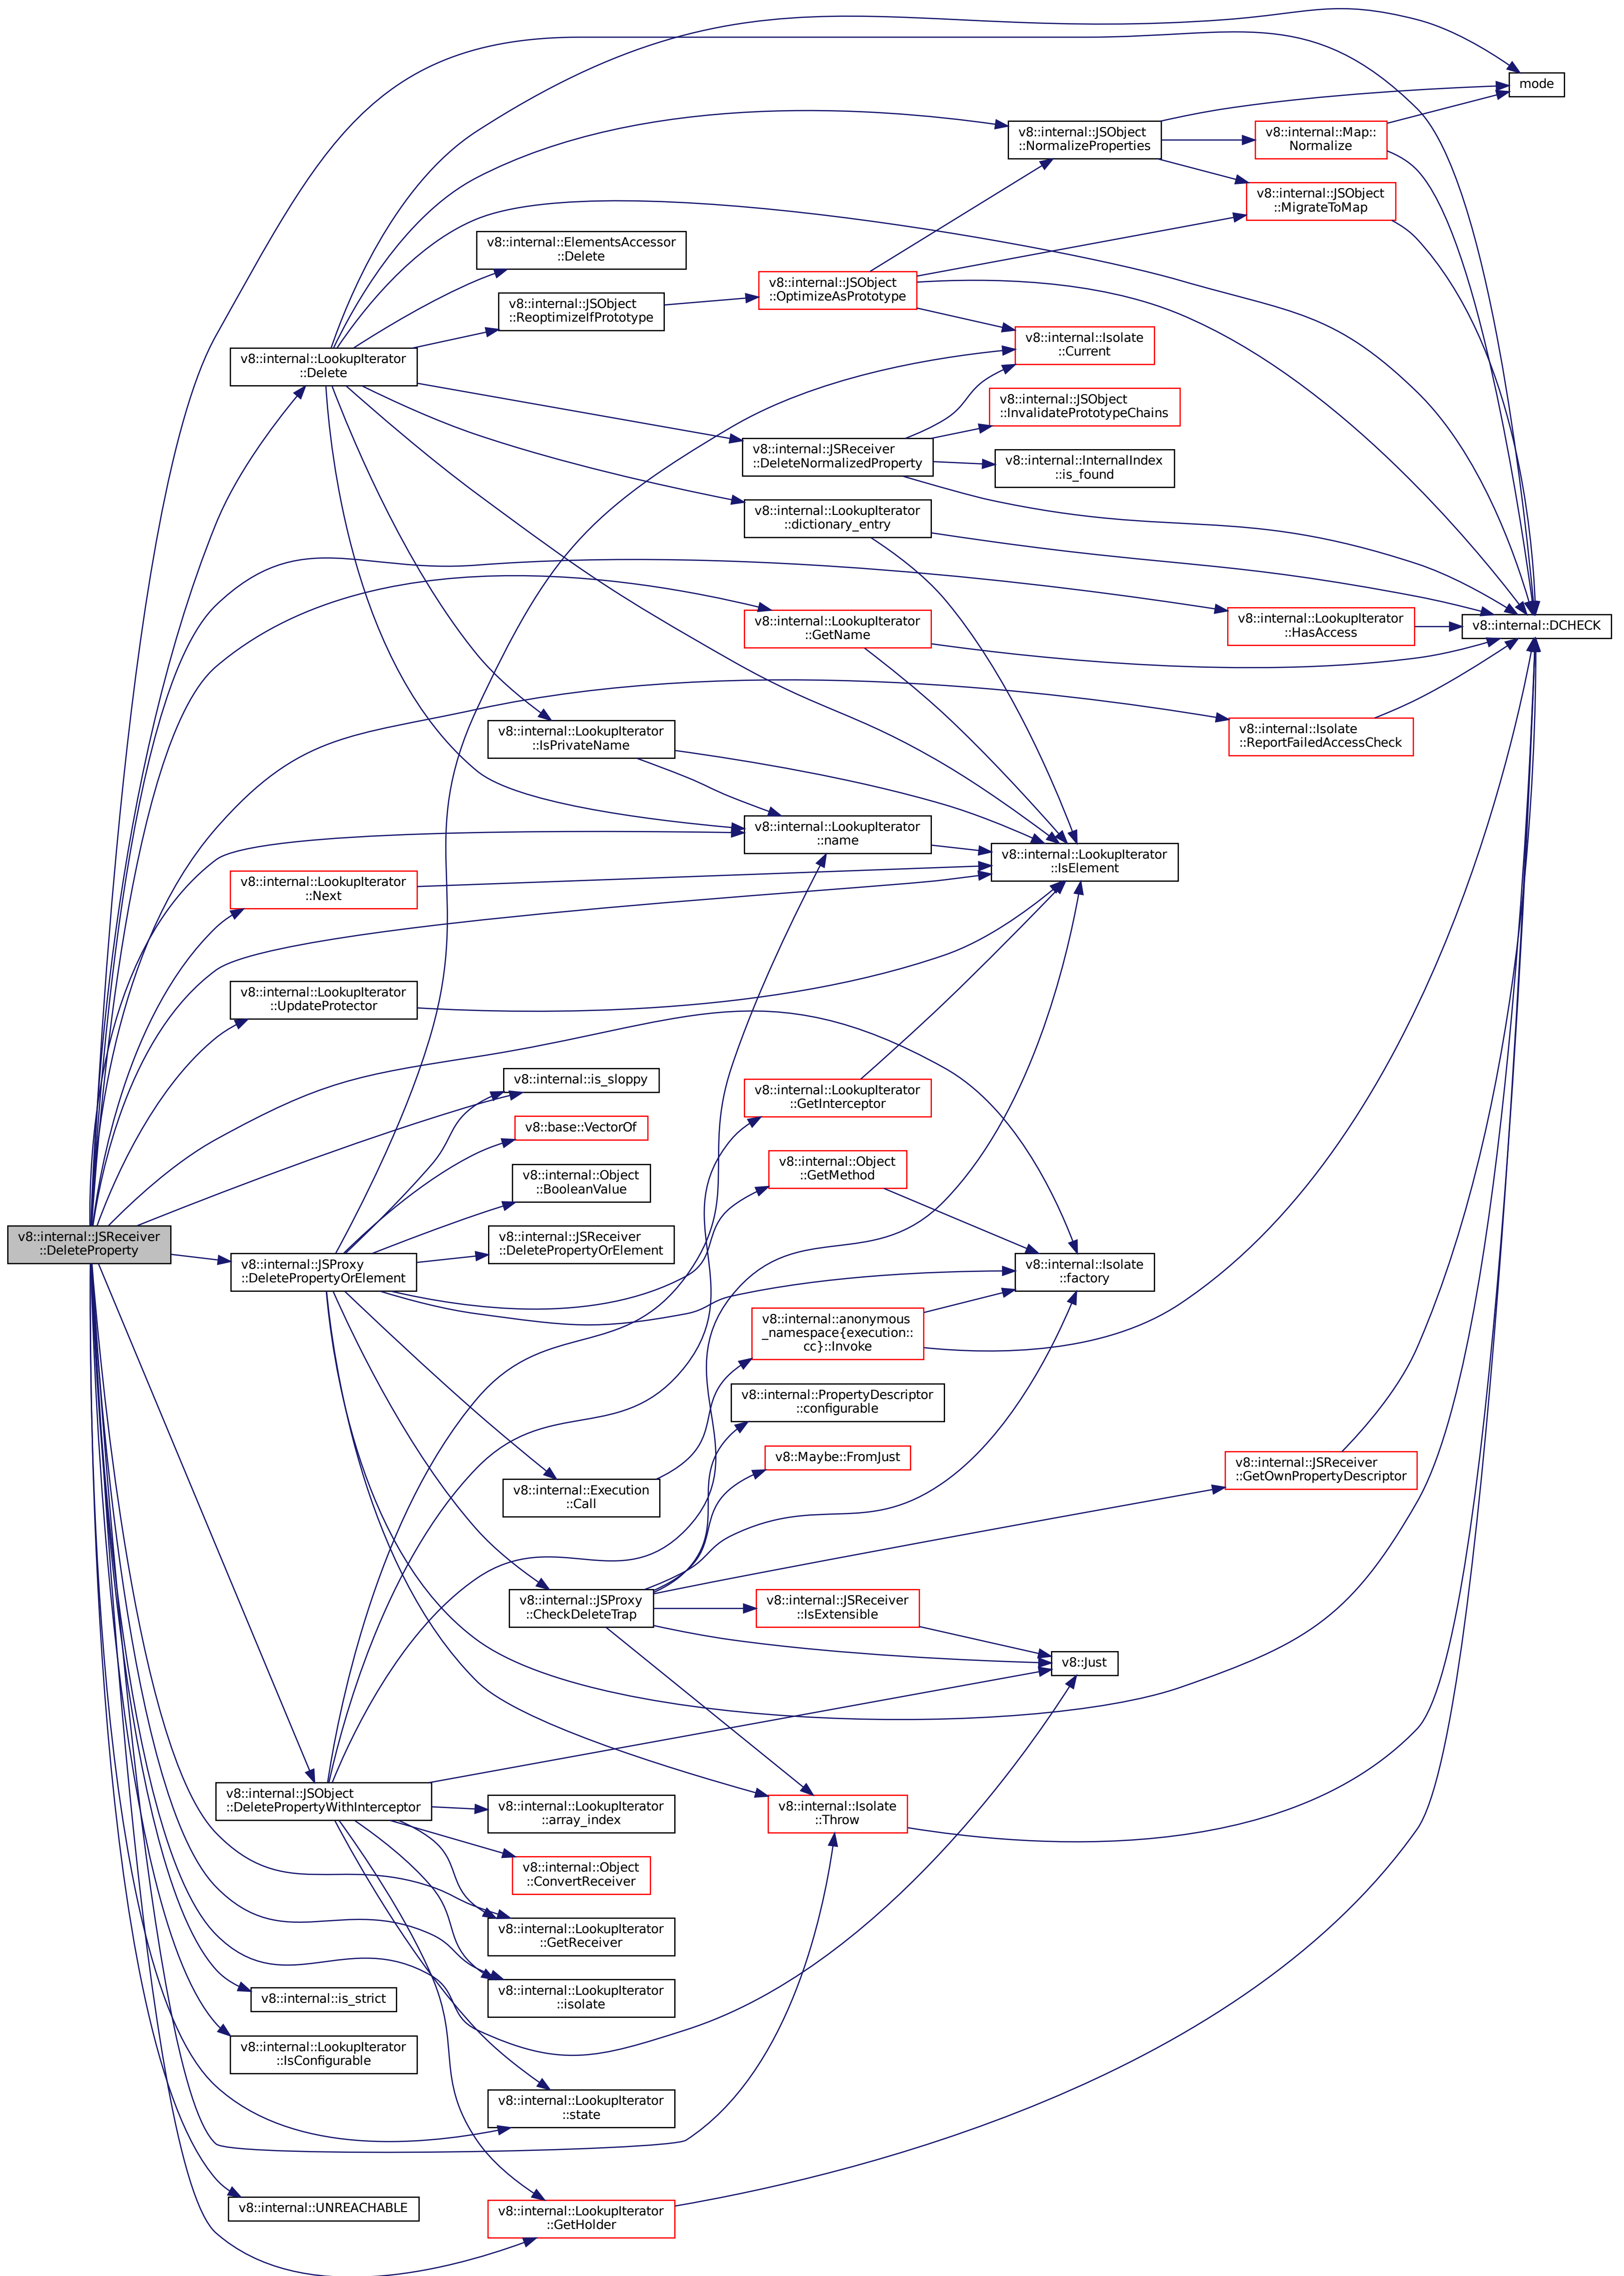 mode
v8::internal::JSObject
::NormalizeProperties
v8::internal::Map::
Normalize
v8::internal::JSObject
::MigrateToMap
v8::internal::ElementsAccessor
::Delete
v8::internal::JSObject
::ReoptimizeIfPrototype
v8::internal::JSObject
::OptimizeAsPrototype
v8::internal::Isolate
::Current
v8::internal::LookupIterator
::Delete
v8::internal::JSObject
::InvalidatePrototypeChains
v8::internal::JSReceiver
::DeleteNormalizedProperty
v8::internal::InternalIndex
::is_found
v8::internal::LookupIterator
::dictionary_entry
v8::internal::LookupIterator
::GetName
v8::internal::LookupIterator
::HasAccess
v8::internal::DCHECK
v8::internal::LookupIterator
::IsPrivateName
v8::internal::Isolate
::ReportFailedAccessCheck
v8::internal::LookupIterator
::name
v8::internal::LookupIterator
::IsElement
v8::internal::LookupIterator
::Next
v8::internal::LookupIterator
::UpdateProtector
v8::internal::is_sloppy
v8::internal::LookupIterator
::GetInterceptor
v8::base::VectorOf
v8::internal::Object
::BooleanValue
v8::internal::Object
::GetMethod
v8::internal::JSReceiver
::DeleteProperty
v8::internal::JSProxy
::DeletePropertyOrElement
v8::internal::JSReceiver
::DeletePropertyOrElement
v8::internal::Isolate
::factory
v8::internal::anonymous
_namespace{execution::
cc}::Invoke
v8::internal::PropertyDescriptor
::configurable
v8::Maybe::FromJust
v8::internal::JSReceiver
::GetOwnPropertyDescriptor
v8::internal::Execution
::Call
v8::internal::JSProxy
::CheckDeleteTrap
v8::internal::JSReceiver
::IsExtensible
v8::Just
v8::internal::JSObject
::DeletePropertyWithInterceptor
v8::internal::LookupIterator
::array_index
v8::internal::Isolate
::Throw
v8::internal::Object
::ConvertReceiver
v8::internal::LookupIterator
::GetReceiver
v8::internal::LookupIterator
::isolate
v8::internal::is_strict
v8::internal::LookupIterator
::IsConfigurable
v8::internal::LookupIterator
::state
v8::internal::UNREACHABLE
v8::internal::LookupIterator
::GetHolder